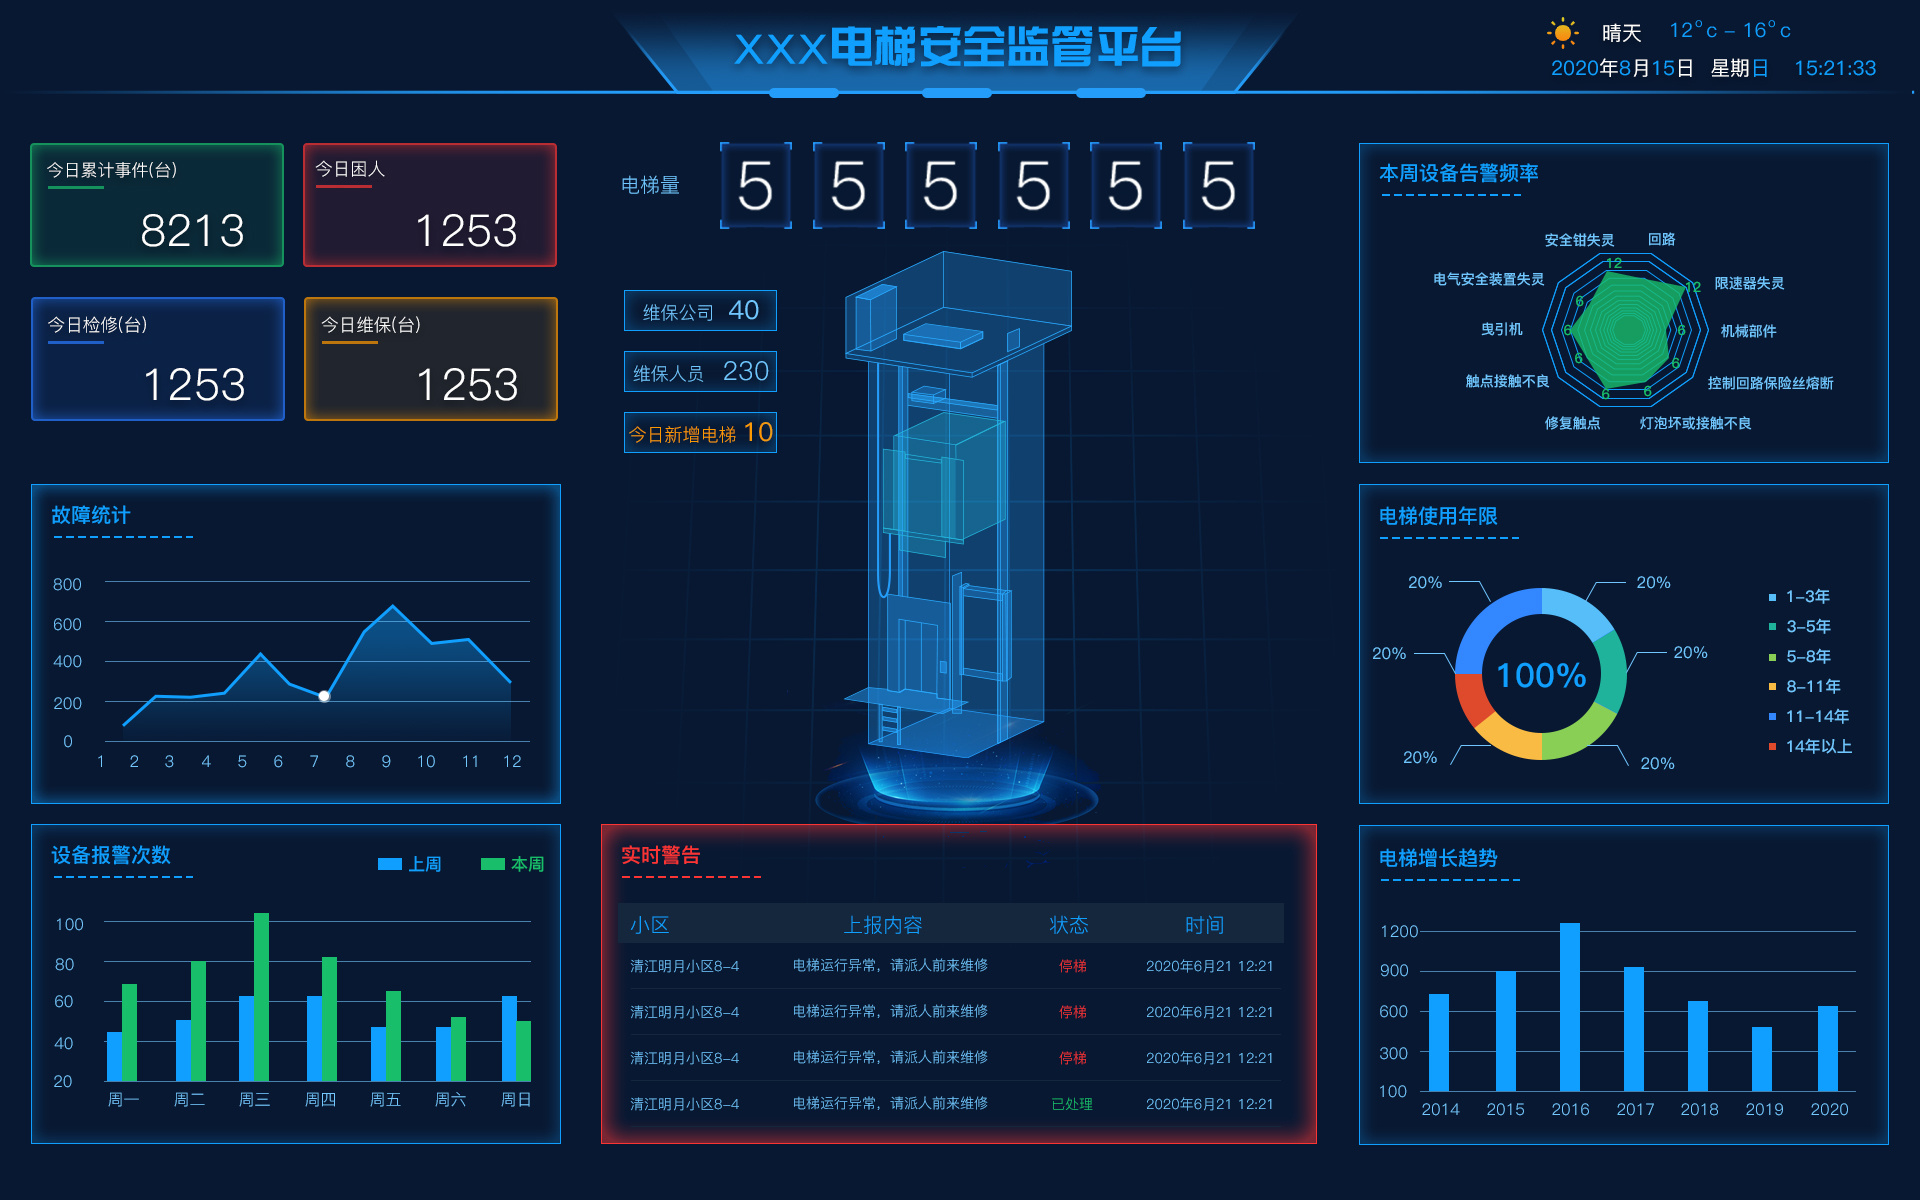 xxx电梯安全监管平台
晴天 12°c – 16°c
2020年8月15日 星期日 15:21:33
今日累计事件(台)
8213
今日困人
1253
今日检修(台)
1253
今日维保(台)
1253
电梯量 5 5 5 5 5 5
维保公司 40
维保人员 230
今日新增电梯 10
本周设备告警频率
安全钳失灵 回路
电气安全装置失灵 限速器失灵
曳引机 机械部件
触点接触不良 控制回路保险丝熔断
修复触点 灯泡坏或接触不良
12
12
6
6
6
6
6
6
6
故障统计
800
600
400
200
0
1 2 3 4 5 6 7 8 9 10 11 12
电梯使用年限
20% 20%
20% 20%
20% 20%
100%
1–3年
3–5年
5–8年
8–11年
11–14年
14年以上
设备报警次数
上周 本周
100
80
60
40
20
周一 周二 周三 周四 周五 周六 周日
实时警告
小区 上报内容 状态 时间
清江明月小区8–4 电梯运行异常，请派人前来维修 停梯 2020年6月21 12:21
清江明月小区8–4 电梯运行异常，请派人前来维修 停梯 2020年6月21 12:21
清江明月小区8–4 电梯运行异常，请派人前来维修 停梯 2020年6月21 12:21
清江明月小区8–4 电梯运行异常，请派人前来维修 已处理 2020年6月21 12:21
电梯增长趋势
1200
900
600
300
100
2014 2015 2016 2017 2018 2019 2020